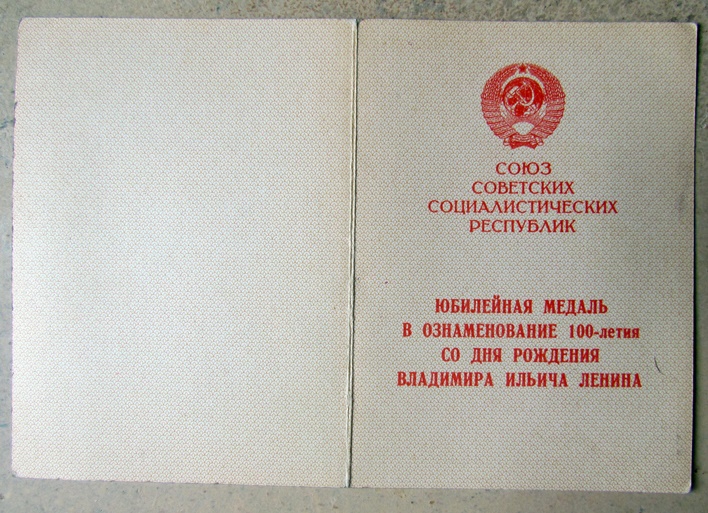 СОЮЗ
СОВЕТСКИХ
СОЦИАЛИСТИЧЕСКИХ
РЕСПУБЛИК
ЮБИЛЕЙНАЯ МЕДАЛЬ
В ОЗНАМЕНОВАНИЕ 100-летия
СО ДНЯ РОЖДЕНИЯ
ВЛАДИМИРА ИЛЬИЧА ЛЕНИНА